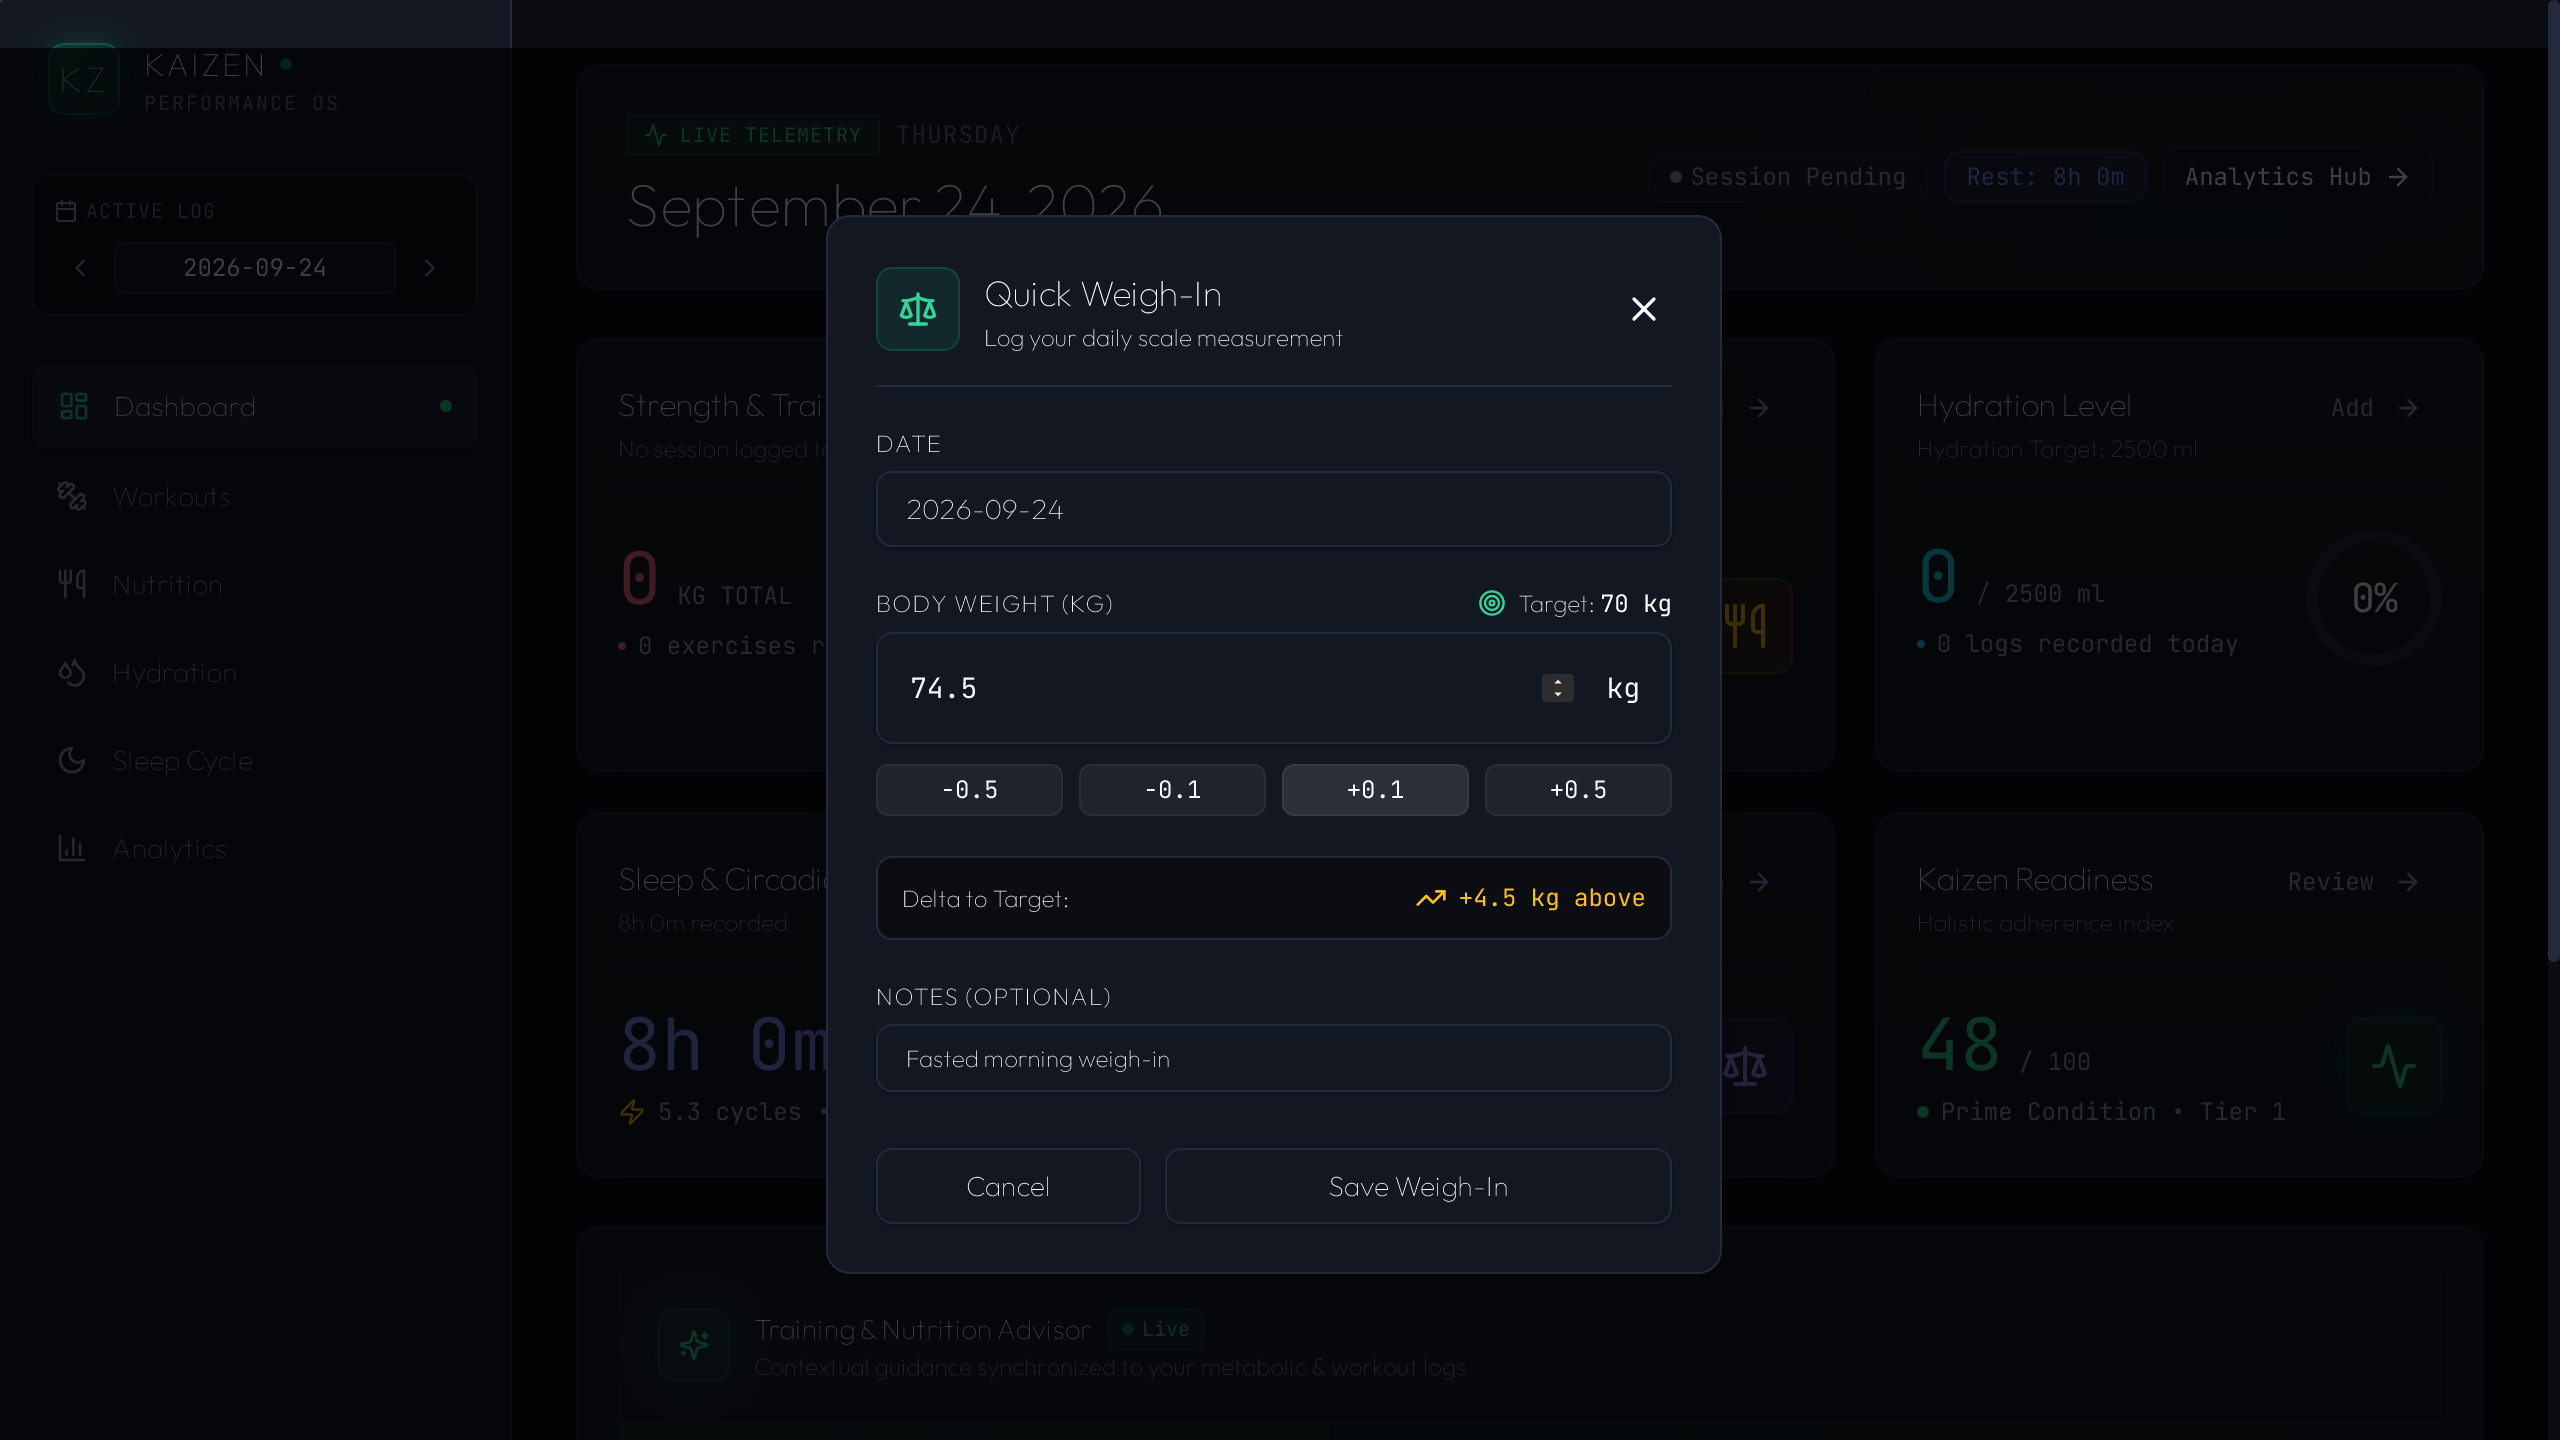 KZ
KAIZEN
PERFORMANCE OS
ACTIVE LOG
2026-09-24
Dashboard
Workouts
Nutrition
Hydration
Sleep Cycle
Analytics
LIVE TELEMETRY THURSDAY
September 24, 2026
Session Pending
Rest: 8h 0m
Analytics Hub
Strength & Trai
No session logged to
0 KG TOTAL
0 exercises r
Hydration Level
Add
Hydration Target: 2500 ml
0 / 2500 ml
0%
0 logs recorded today
Sleep & Circadi
8h 0m recorded
8h 0m
5.3 cycles •
Kaizen Readiness
Review
Holistic adherence index
48 / 100
Prime Condition • Tier 1
Training & Nutrition Advisor
Live
Contextual guidance synchronized to your metabolic & workout logs
Quick Weigh-In
Log your daily scale measurement
DATE
2026-09-24
BODY WEIGHT (KG)
Target: 70 kg
74.5
kg
-0.5
-0.1
+0.1
+0.5
Delta to Target:
+4.5 kg above
NOTES (OPTIONAL)
Fasted morning weigh-in
Cancel
Save Weigh-In